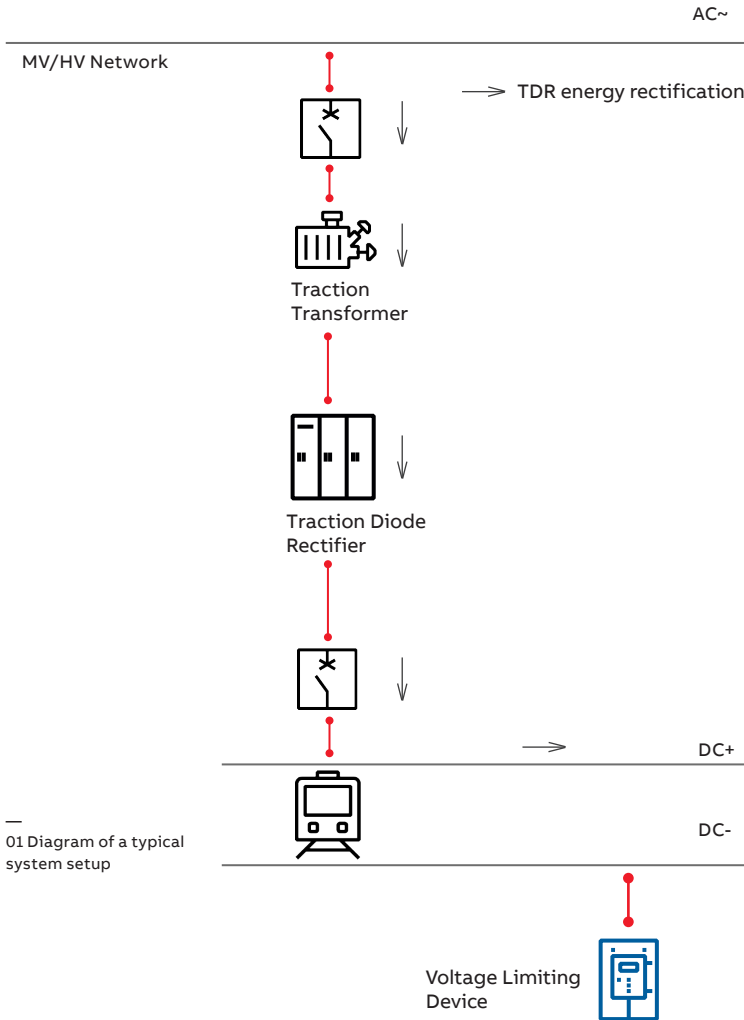 AC~
MV/HV Network
TDR energy rectification
Traction
Transformer
Traction Diode
Rectifier
DC+
—
01 Diagram of a typical
system setup
DC-
Voltage Limiting
Device